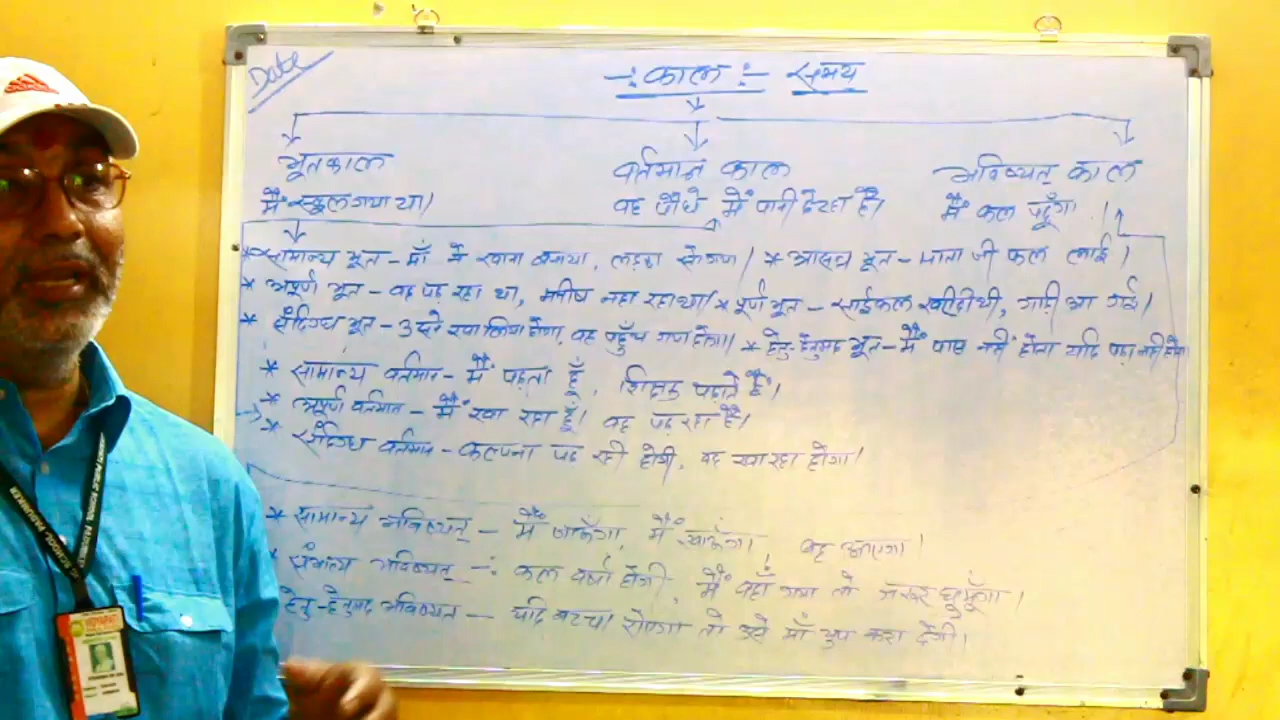 Date
-: काल :- समय
भूतकाल वर्तमान काल भविष्यत् काल
मैं स्कूल गया था। वह पौधे में पानी दे रहा है। मैं कल पढूँगा।
* सामान्य भूत - माँ ने खाना बनाया, लड़का सो गया। * आसन्न भूत - माता जी फल लाई।
* अपूर्ण भूत - वह पढ़ रहा था, मनीष नहा रहा था। * पूर्ण भूत - साईकल खरीदी थी, गाड़ी आ गई।
* संदिग्ध भूत - उसने खा लिया होगा, वह पहुँच गया होगा। * हेतु-हेतुमद भूत - मैं पास नहीं होता यदि पढ़ा नहीं होता
* सामान्य वर्तमान - मैं पढ़ता हूँ, शिक्षक पढ़ाते हैं।
* अपूर्ण वर्तमान - मैं खा रहा हूँ। वह पढ़ रहा है।
* संदिग्ध वर्तमान - कल्पना पढ़ रही होगी, वह खा रहा होगा।
* सामान्य भविष्यत् - मैं जाऊँगा, मैं खाऊँगा। वह आएगा।
* संभाव्य भविष्यत् -: कल वर्षा होगी, मैं वहाँ गया तो जरूर घुमूँगा।
हेतु-हेतुमद भविष्यत - यदि बच्चा रोएगा तो उसे माँ चुप करा देगी।